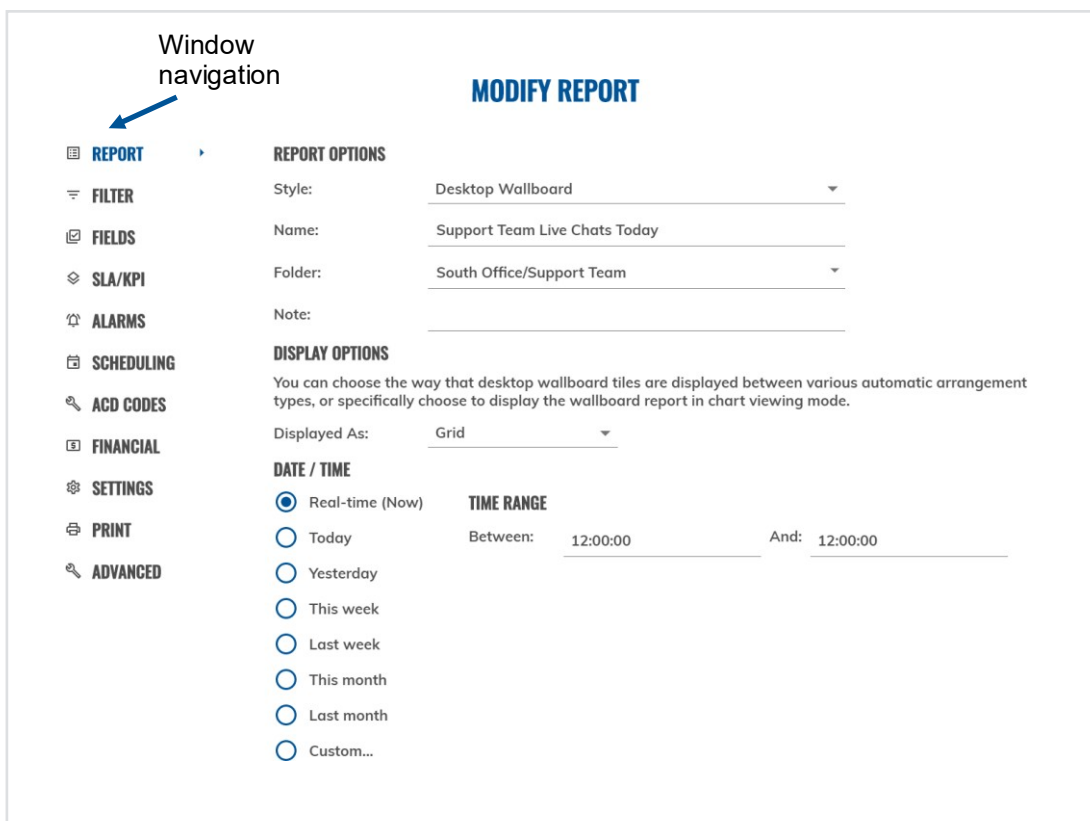 Window
navigation
MODIFY REPORT
REPORT
FILTER
FIELDS
SLA/KPI
ALARMS
SCHEDULING
ACD CODES
FINANCIAL
SETTINGS
PRINT
ADVANCED
REPORT OPTIONS
Style: Desktop Wallboard
Name: Support Team Live Chats Today
Folder: South Office/Support Team
Note:
DISPLAY OPTIONS
You can choose the way that desktop wallboard tiles are displayed between various automatic arrangement
types, or specifically choose to display the wallboard report in chart viewing mode.
Displayed As: Grid
DATE / TIME
Real-time (Now)
Today
Yesterday
This week
Last week
This month
Last month
Custom...
TIME RANGE
Between: 12:00:00 And: 12:00:00